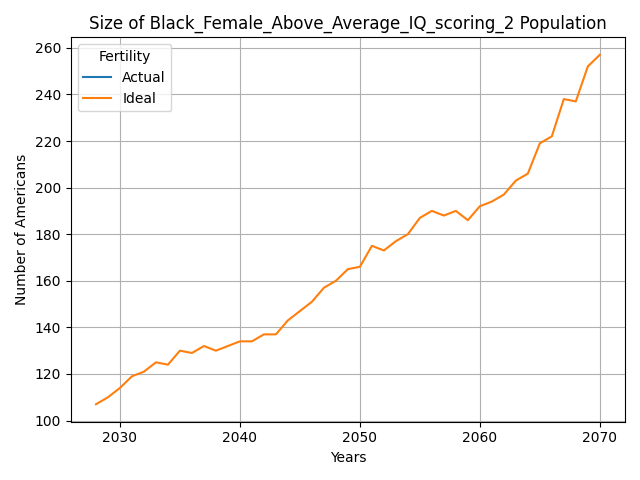 Size of Black_Female_Above_Average_IQ_scoring_2 Population
Fertility
Actual
Ideal
260
240
220
200
180
160
140
120
100
Number of Americans
2030 2040 2050 2060 2070
Years